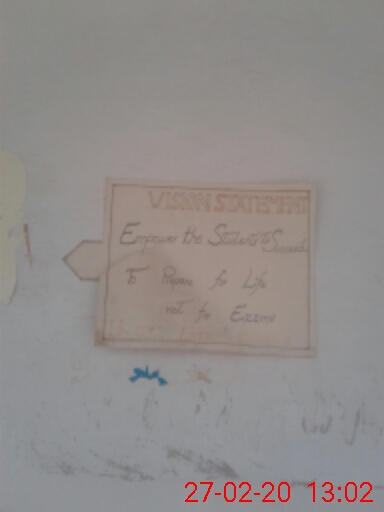 VISION STATEMENT
Empower the Students to Succeed
To Prepare for Life
not for Exams
27-02-20 13:02